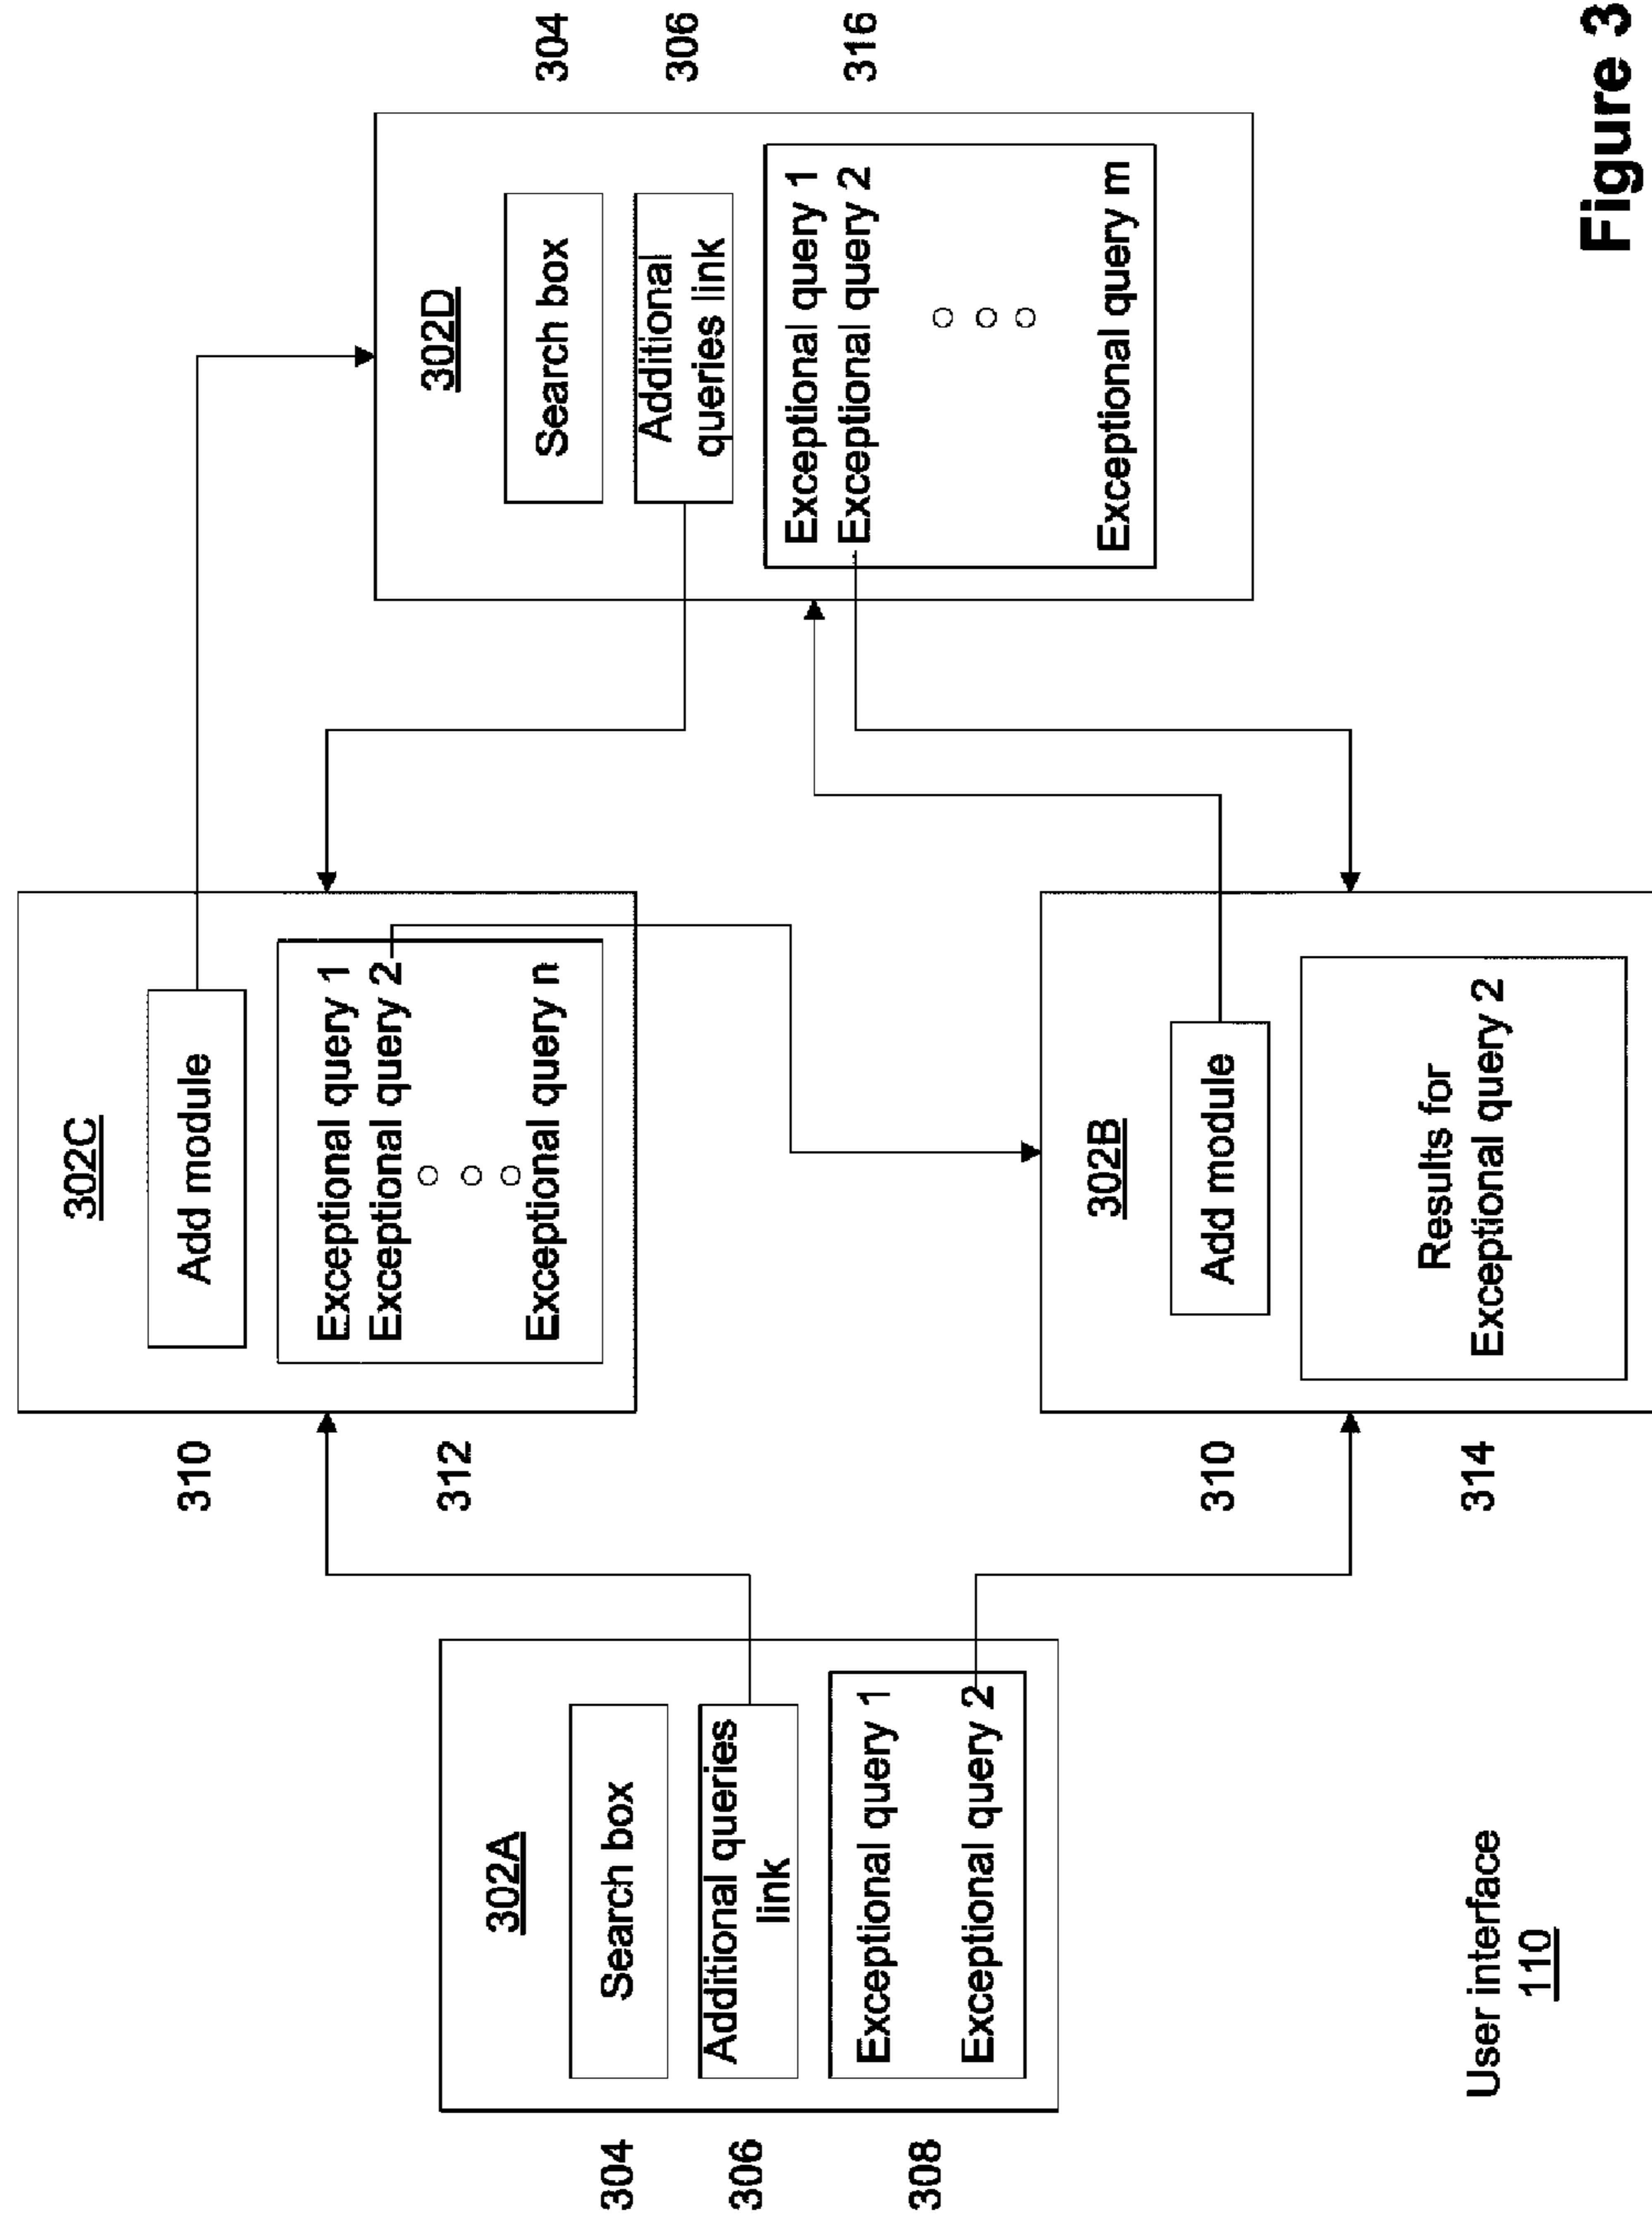 302A
304
Search box
306
Additional queries
link
308
Exceptional query 1
Exceptional query 2
302C
310
Add module
312
Exceptional query 1
Exceptional query 2
Exceptional query n
302B
310
Add module
314
Results for
Exceptional query 2
302D
Search box
304
Additional
queries link
306
Exceptional query 1
Exceptional query 2
316
Exceptional query m
User interface
110
Figure 3